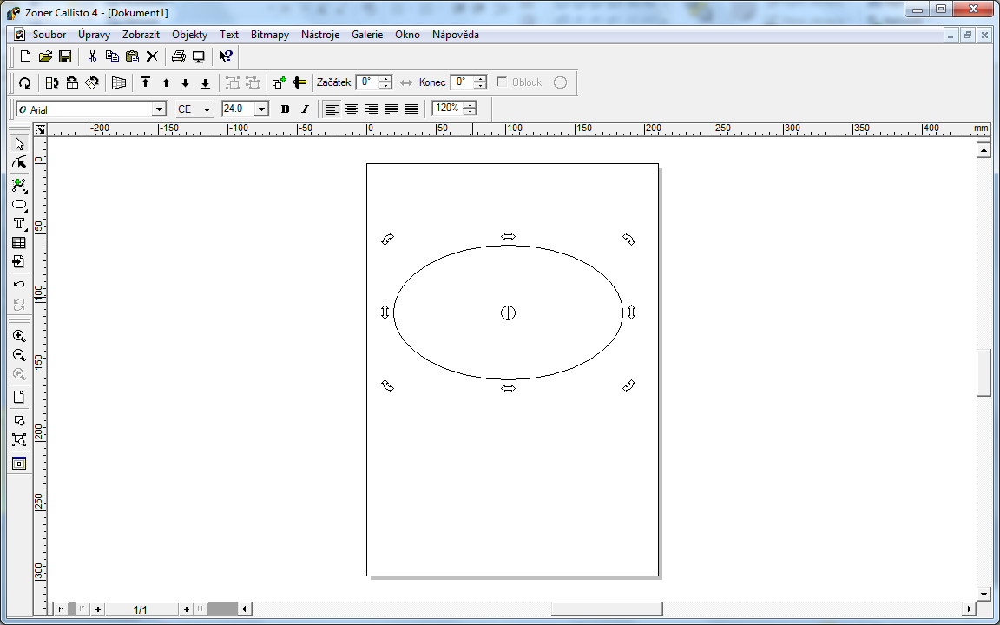 Zoner Callisto 4 - [Dokument1]
Soubor Úpravy Zobrazit Objekty Text Bitmapy Nástroje Galerie Okno Nápověda
Začátek 0° Konec 0° Oblouk
O Arial CE 24.0 B I 120%
-200 -150 -100 -50 0 50 100 150 200 250 300 350 400 mm
0
50
100
150
200
250
300
1/1